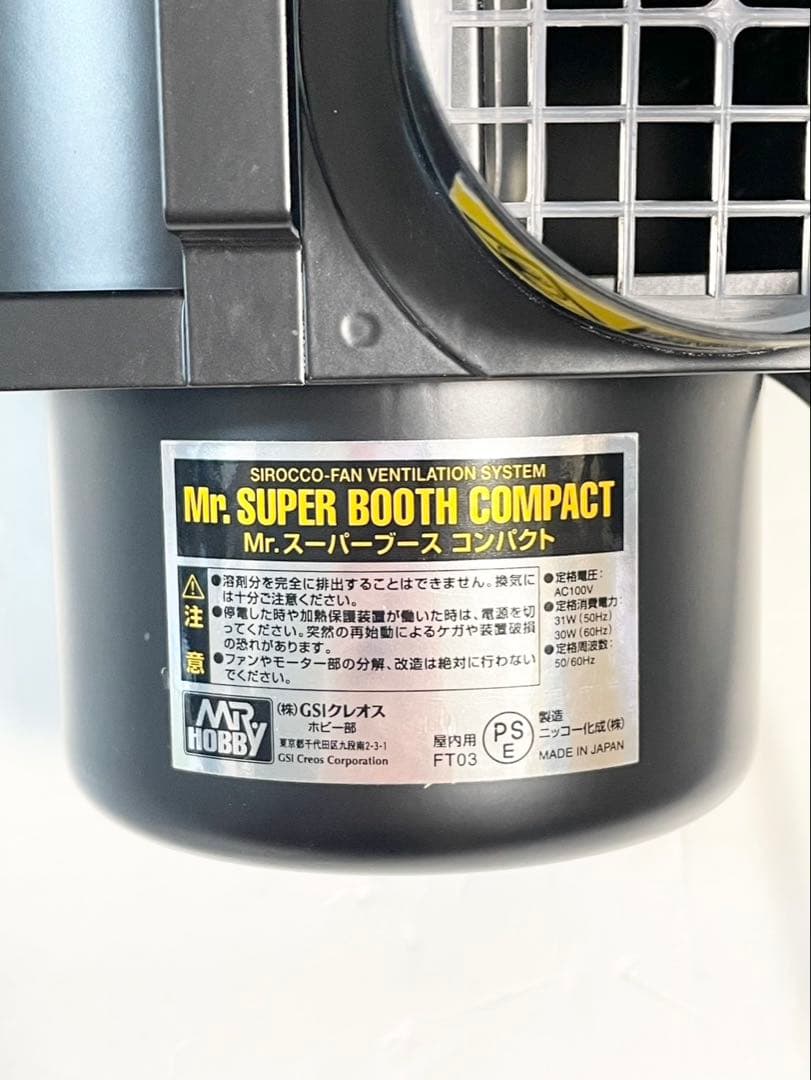 SIROCCO-FAN VENTILATION SYSTEM
Mr. SUPER BOOTH COMPACT
Mr.スーパーブース コンパクト
注意
●溶剤分を完全に排出することはできません。換気に
は十分ご注意ください。
●停電した時や加熱保護装置が働いた時は、電源を切
ってください。突然の再始動によるケガや装置破損
の恐れがあります。
●ファンやモーター部の分解、改造は絶対に行わない
でください。
●定格電圧:
AC100V
●定格消費電力:
31W(50Hz)
30W(60Hz)
●定格周波数:
50/60Hz
MR.HOBBY
(株)GSIクレオス
ホビー部
東京都千代田区九段南2-3-1
GSI Creos Corporation
屋内用
FT03
PS
E
製造
ニッコー化成(株)
MADE IN JAPAN